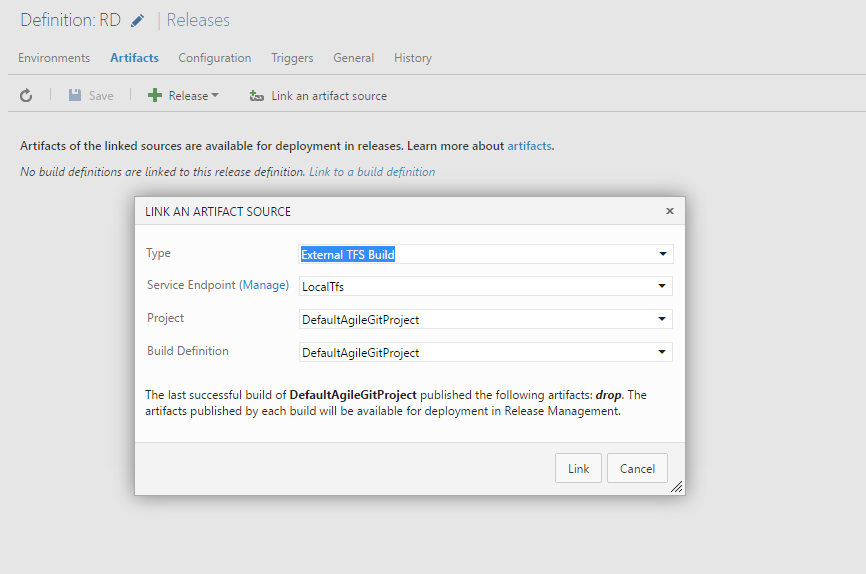 Definition: RD | Releases
Environments Artifacts Configuration Triggers General History
Save Release Link an artifact source
Artifacts of the linked sources are available for deployment in releases. Learn more about artifacts.
No build definitions are linked to this release definition. Link to a build definition
LINK AN ARTIFACT SOURCE
Type External TFS Build
Service Endpoint (Manage) LocalTfs
Project DefaultAgileGitProject
Build Definition DefaultAgileGitProject
The last successful build of DefaultAgileGitProject published the following artifacts: drop. The
artifacts published by each build will be available for deployment in Release Management.
Link Cancel